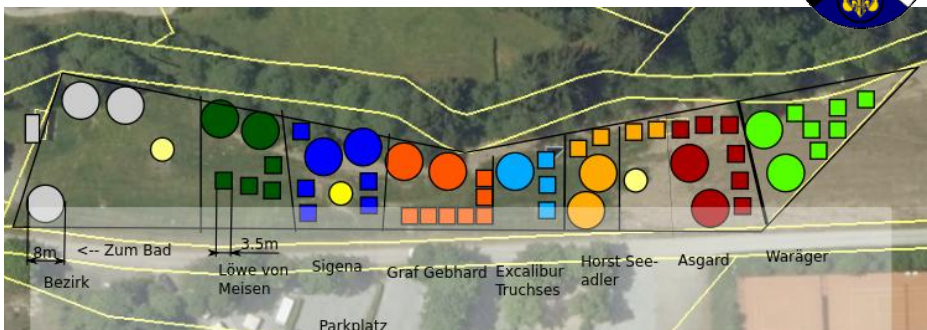 8m
<-- Zum Bad
3.5m
Bezirk
Löwe von
Meisen
Sigena
Graf Gebhard
Excalibur
Truchses
Horst See-
adler
Asgard
Waräger
Parkplatz